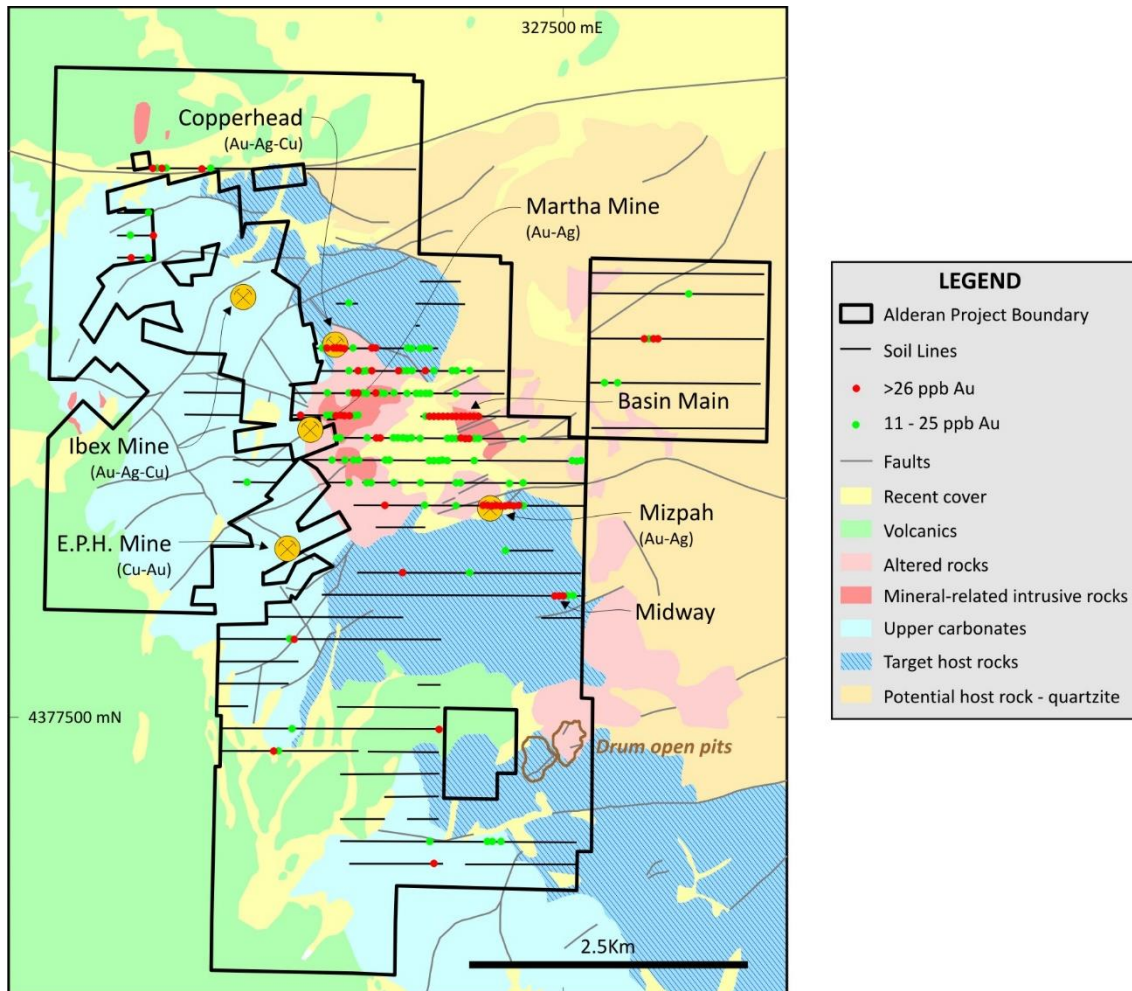 327500 mE
Copperhead
(Au-Ag-Cu)
Martha Mine
(Au-Ag)
Basin Main
Ibex Mine
(Au-Ag-Cu)
Mizpah
(Au-Ag)
E.P.H. Mine
(Cu-Au)
Midway
4377500 mN
Drum open pits
2.5Km
LEGEND
Alderan Project Boundary
Soil Lines
>26 ppb Au
11 - 25 ppb Au
Faults
Recent cover
Volcanics
Altered rocks
Mineral-related intrusive rocks
Upper carbonates
Target host rocks
Potential host rock - quartzite